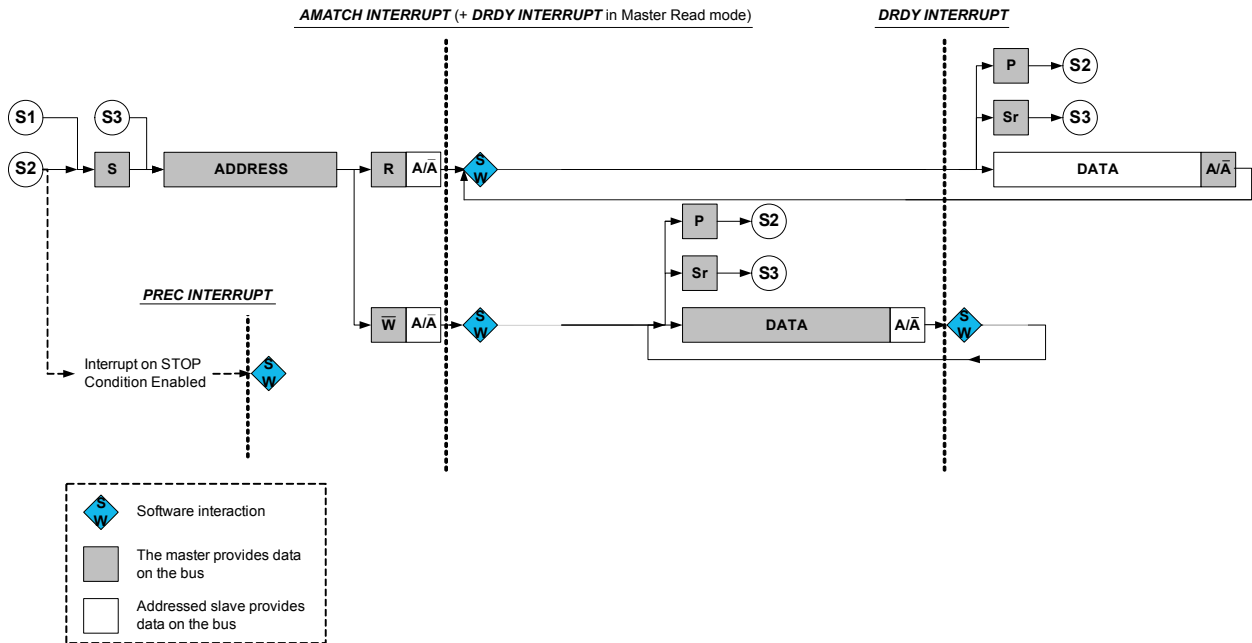 AMATCH INTERRUPT (+ DRDY INTERRUPT in Master Read mode)
DRDY INTERRUPT
P
S2
S1
S3
Sr
S3
S2
S
ADDRESS
R
A/A̅
S
W
DATA
A/A̅
P
S2
Sr
S3
PREC INTERRUPT
W̅
A/A̅
S
W
DATA
A/A̅
S
W
Interrupt on STOP
Condition Enabled
S
W
S
W
Software interaction
The master provides data
on the bus
Addressed slave provides
data on the bus